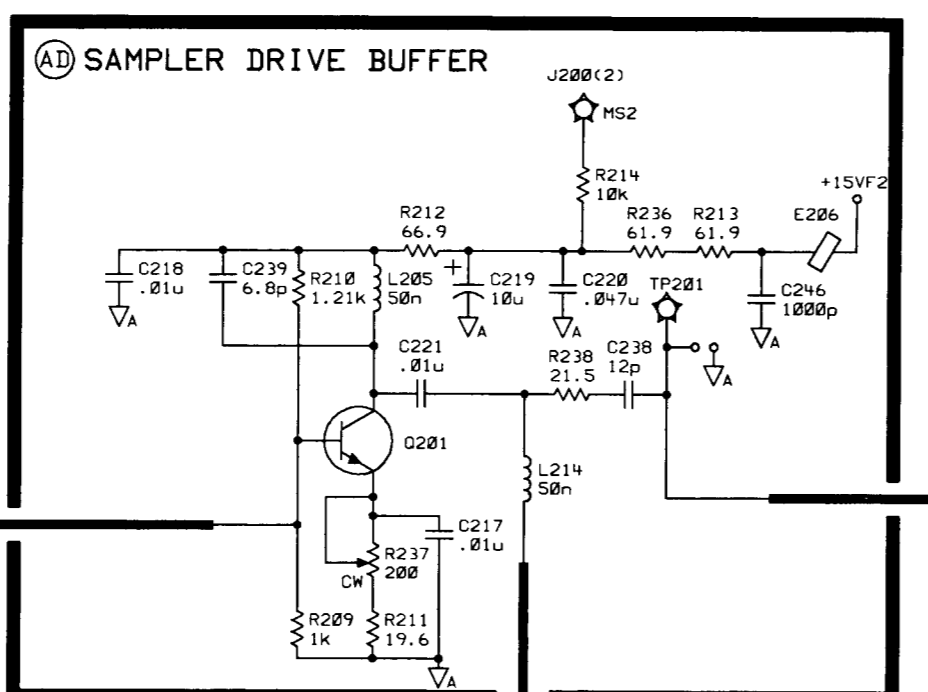 AD SAMPLER DRIVE BUFFER
J200(2)
MS2
R214
10k
+15VF2
R212
66.9
R236
61.9
R213
61.9
E206
C218
.01u
C239
6.8p
R210
1.21k
L205
50n
+
C219
10u
C220
.047u
TP201
C246
1000p
A
A
A
A
C221
.01u
R238
21.5
C238
12p
A
Q201
L214
50n
C217
.01u
R237
200
CW
R209
1k
R211
19.6
A